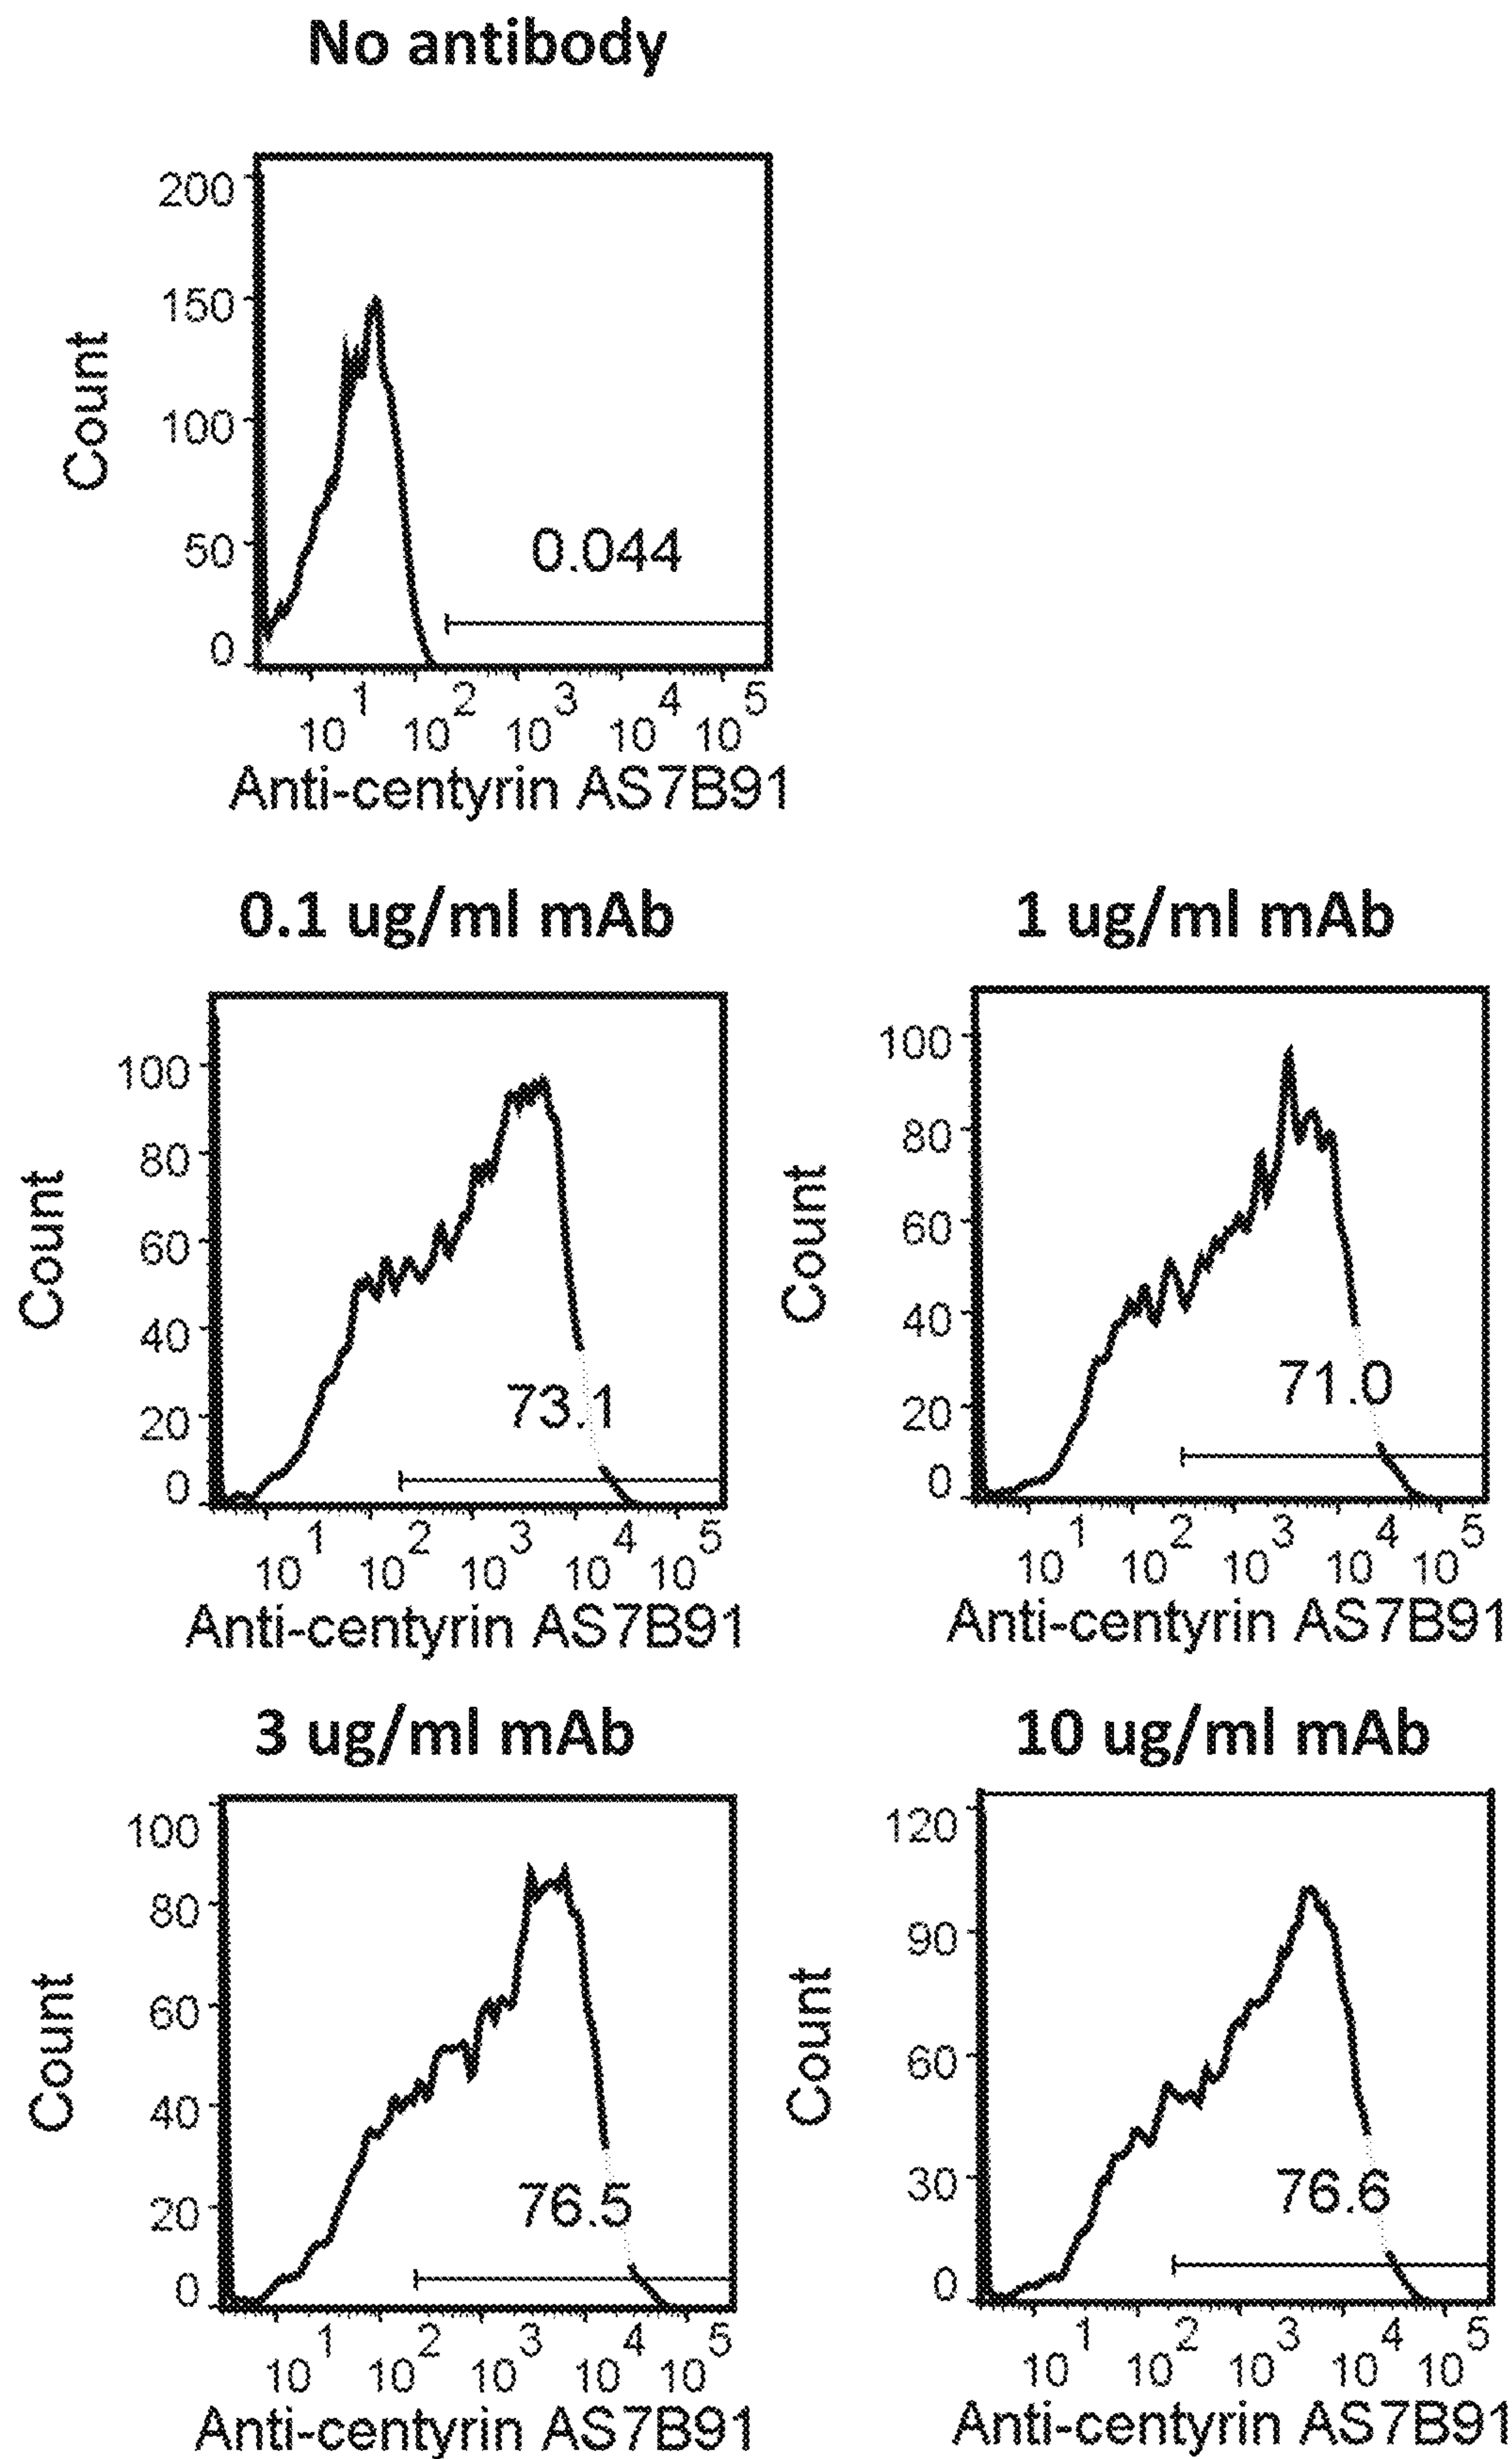 No antibody
200
150
100
50
0
Count
0.044
10^1 10^2 10^3 10^4 10^5
Anti-centyrin AS7B91
0.1 ug/ml mAb
100
80
60
40
20
0
Count
73.1
10^1 10^2 10^3 10^4 10^5
Anti-centyrin AS7B91
1 ug/ml mAb
100
80
60
40
20
0
Count
71.0
10^1 10^2 10^3 10^4 10^5
Anti-centyrin AS7B91
3 ug/ml mAb
100
80
60
40
20
0
Count
76.5
10^1 10^2 10^3 10^4 10^5
Anti-centyrin AS7B91
10 ug/ml mAb
120
90
60
30
0
Count
76.6
10^1 10^2 10^3 10^4 10^5
Anti-centyrin AS7B91